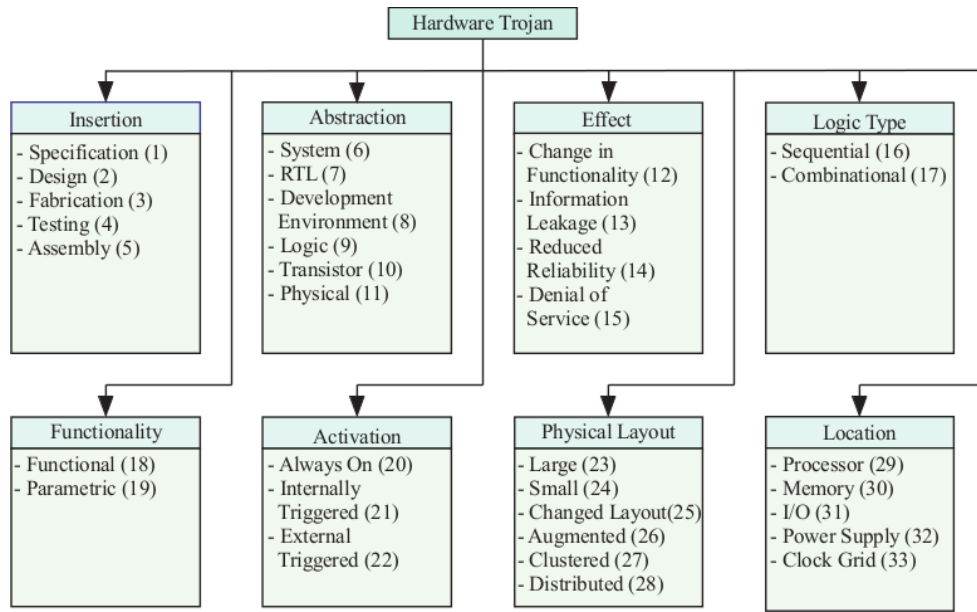 Hardware Trojan
Insertion
- Specification (1)
- Design (2)
- Fabrication (3)
- Testing (4)
- Assembly (5)
Abstraction
- System (6)
- RTL (7)
- Development
Environment (8)
- Logic (9)
- Transistor (10)
- Physical (11)
Effect
- Change in
Functionality (12)
- Information
Leakage (13)
- Reduced
Reliability (14)
- Denial of
Service (15)
Logic Type
- Sequential (16)
- Combinational (17)
Functionality
- Functional (18)
- Parametric (19)
Activation
- Always On (20)
- Internally
Triggered (21)
- External
Triggered (22)
Physical Layout
- Large (23)
- Small (24)
- Changed Layout(25)
- Augmented (26)
- Clustered (27)
- Distributed (28)
Location
- Processor (29)
- Memory (30)
- I/O (31)
- Power Supply (32)
- Clock Grid (33)